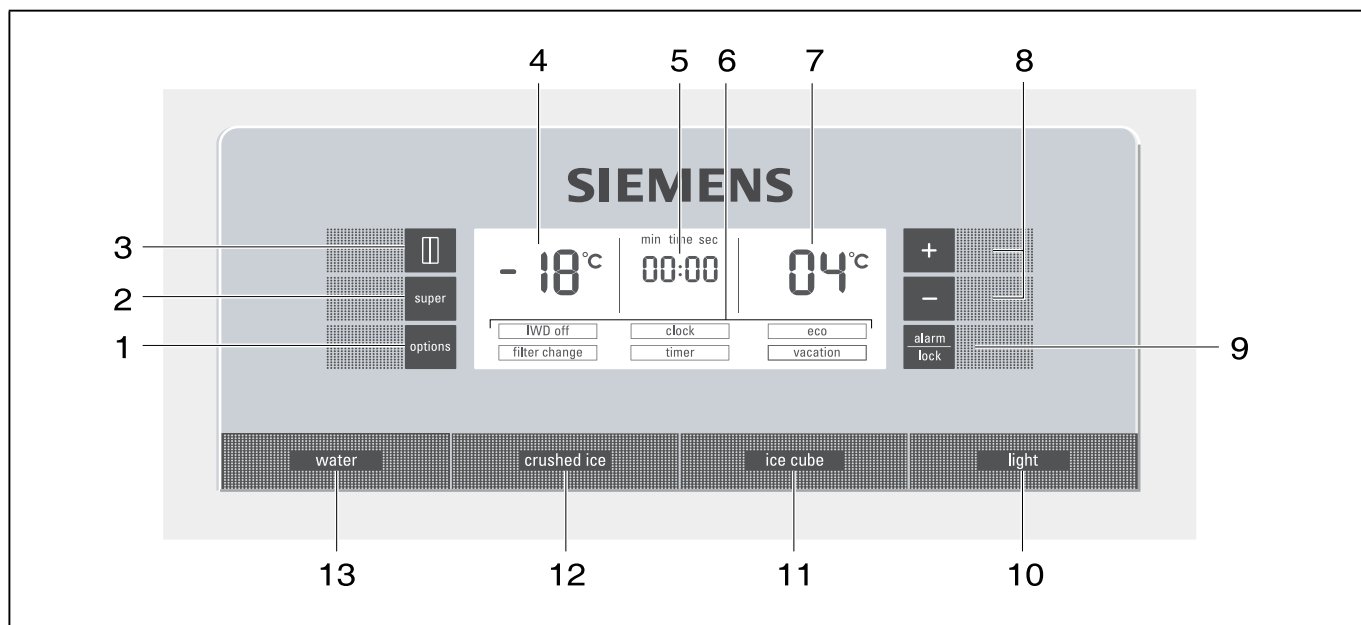 4 5 6 7 8
SIEMENS
min time sec
3 -18°C 00:00 04°C +
2 super −
IWD off clock eco
1 options filter change timer vacation alarm lock 9
water crushed ice ice cube light
13 12 11 10